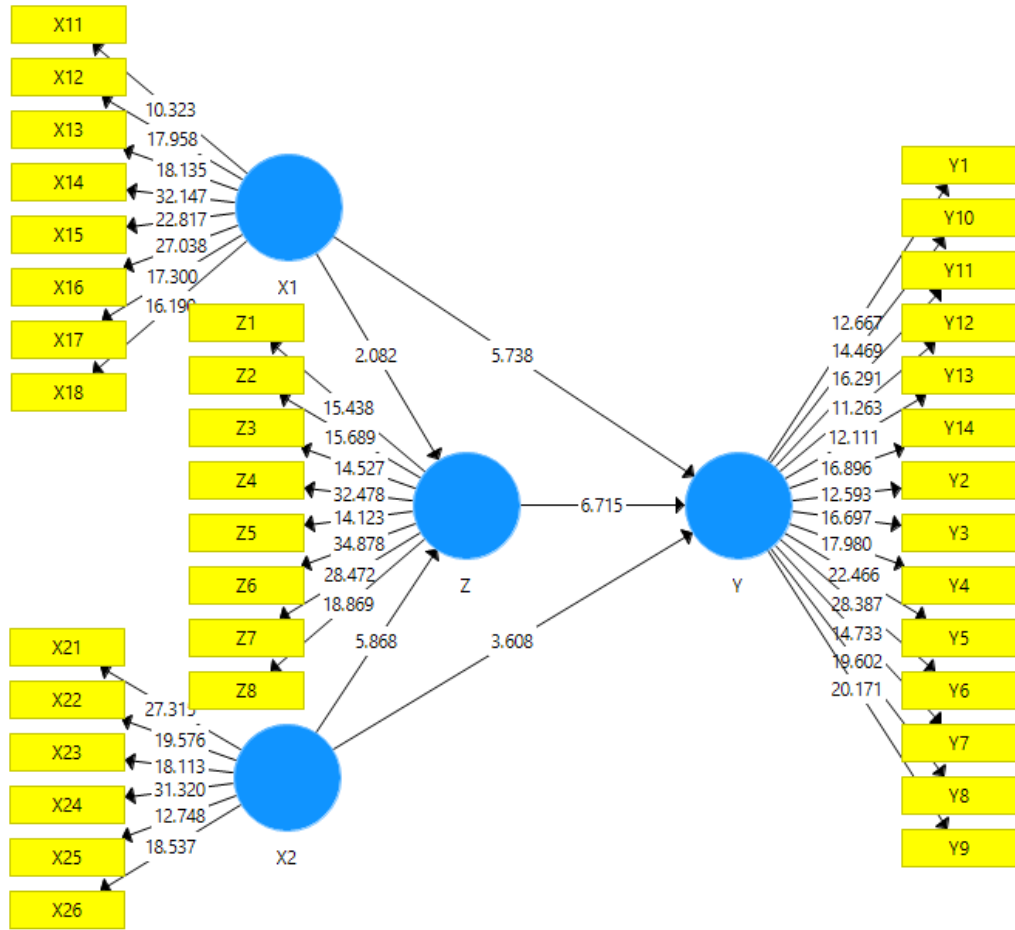 X11
X12
X13
X14
X15
X16
X17
X18
10.323
17.958
18.135
32.147
22.817
27.038
17.300
16.190
X1
Z1
Z2
Z3
Z4
Z5
Z6
Z7
Z8
15.438
15.689
14.527
32.478
14.123
34.878
28.472
18.869
Z
X21
X22
X23
X24
X25
X26
27.315
19.576
18.113
31.320
12.748
18.537
X2
2.082
5.738
6.715
5.868
3.608
Y
12.667
14.469
16.291
11.263
12.111
16.896
12.593
16.697
17.980
22.466
28.387
14.733
19.602
20.171
Y1
Y10
Y11
Y12
Y13
Y14
Y2
Y3
Y4
Y5
Y6
Y7
Y8
Y9